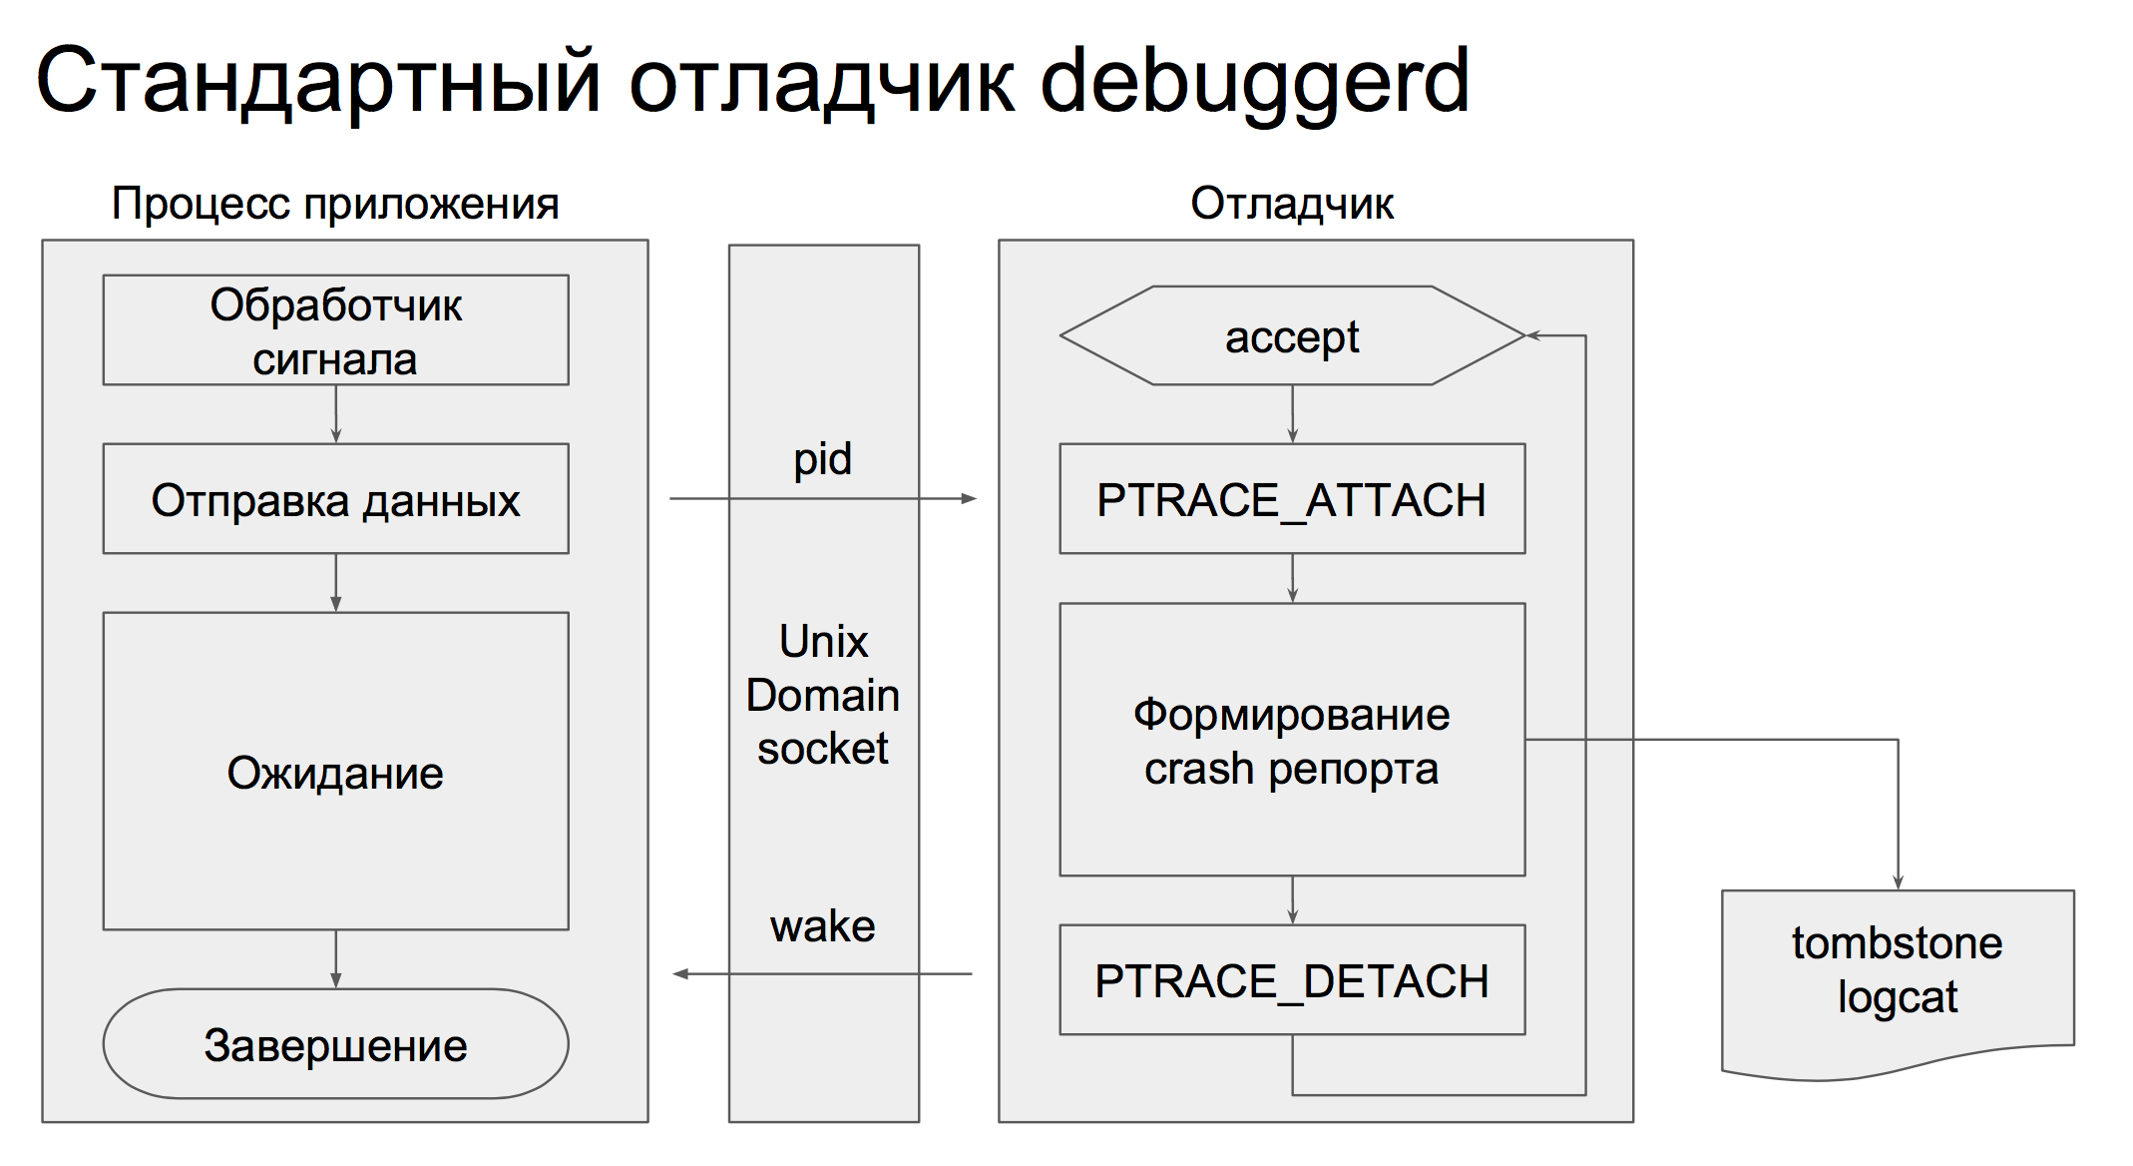 Стандартный отладчик debuggerd
Процесс приложения
Обработчик
сигнала
Отправка данных
Ожидание
Завершение
pid
Unix
Domain
socket
wake
Отладчик
accept
PTRACE_ATTACH
Формирование
crash репорта
PTRACE_DETACH
tombstone
logcat